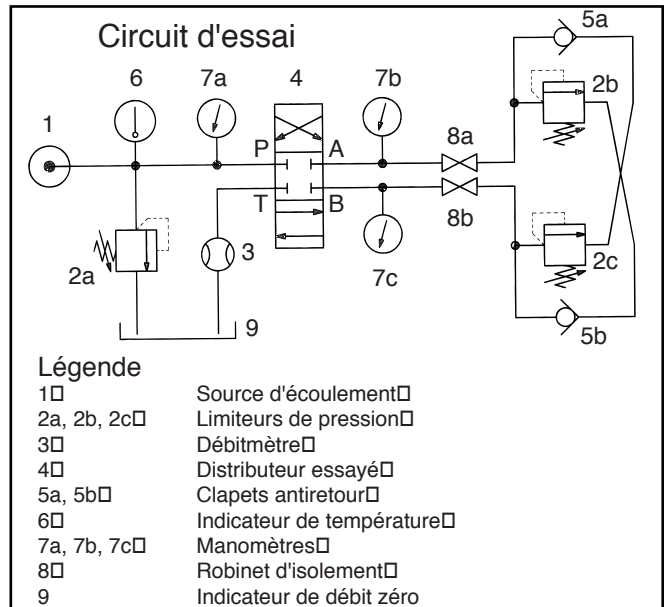 Circuit d'essai
5a
6 7a 4 7b 2b
1 8a
P A
T B
8b
2a 3 7c 2c
9 5b
Légende
1 Source d'écoulement
2a, 2b, 2c Limiteurs de pression
3 Débitmètre
4 Distributeur essayé
5a, 5b Clapets antiretour
6 Indicateur de température
7a, 7b, 7c Manomètres
8 Robinet d'isolement
9 Indicateur de débit zéro